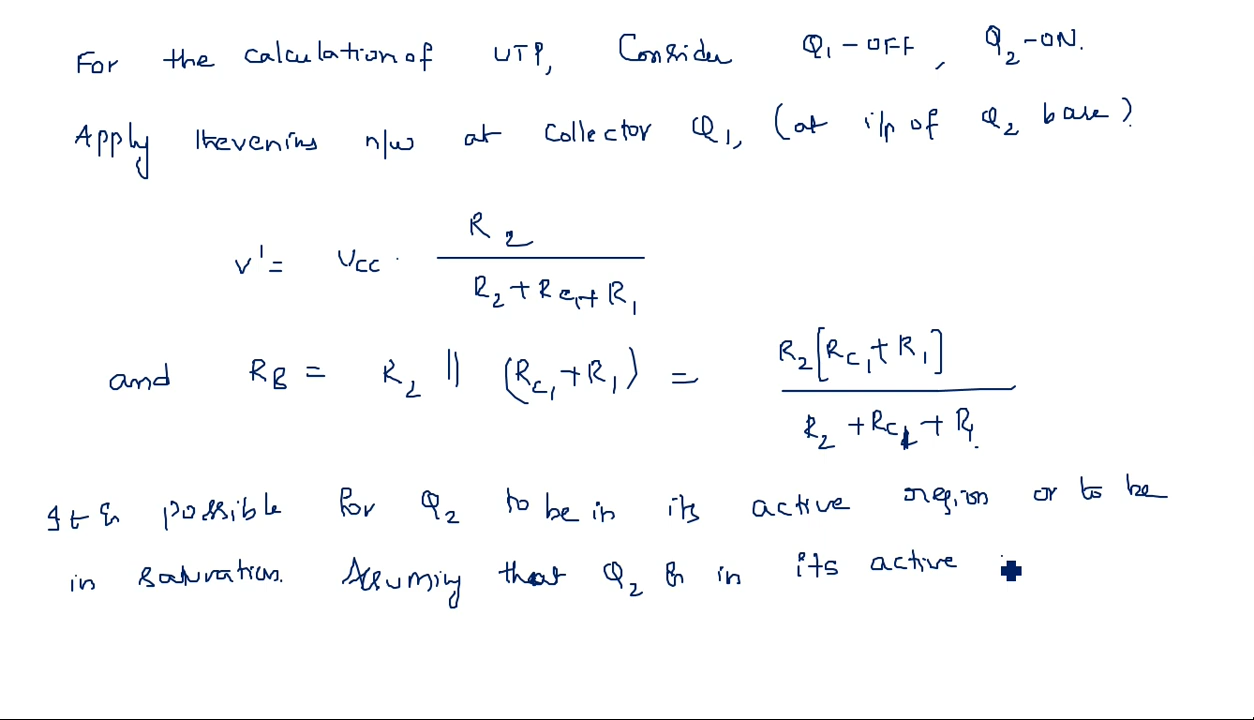 For the calculation of UTP, Consider Q1 - OFF, Q2 - ON.
Apply thevenins n/w at collector Q1, (at i/p of Q2 base)
V' = VCC · R2 / (R2 + RC1 + R1)
and RB = R2 || (RC1 + R1) = R2[RC1 + R1] / (R2 + RC1 + R1)
It is possible for Q2 to be in its active region or to be
in saturation. Assuming that Q2 is in its active